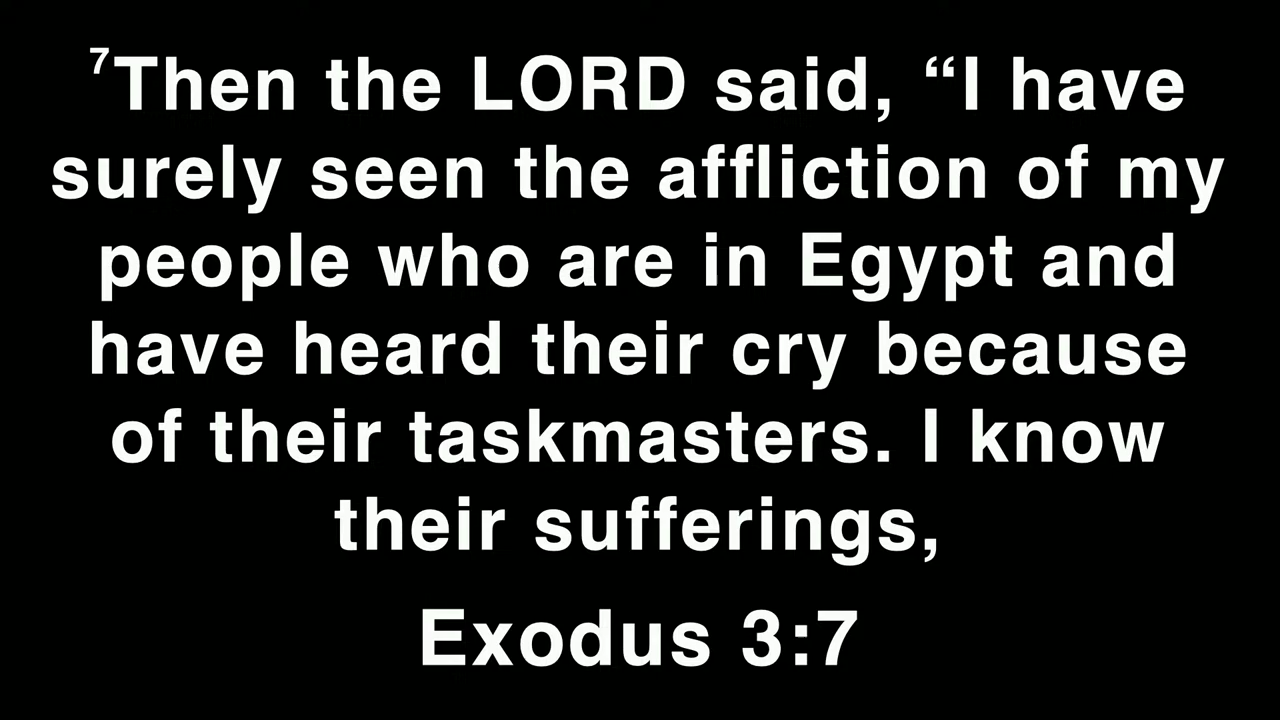 ⁷Then the LORD said, “I have
surely seen the affliction of my
people who are in Egypt and
have heard their cry because
of their taskmasters. I know
their sufferings,
Exodus 3:7